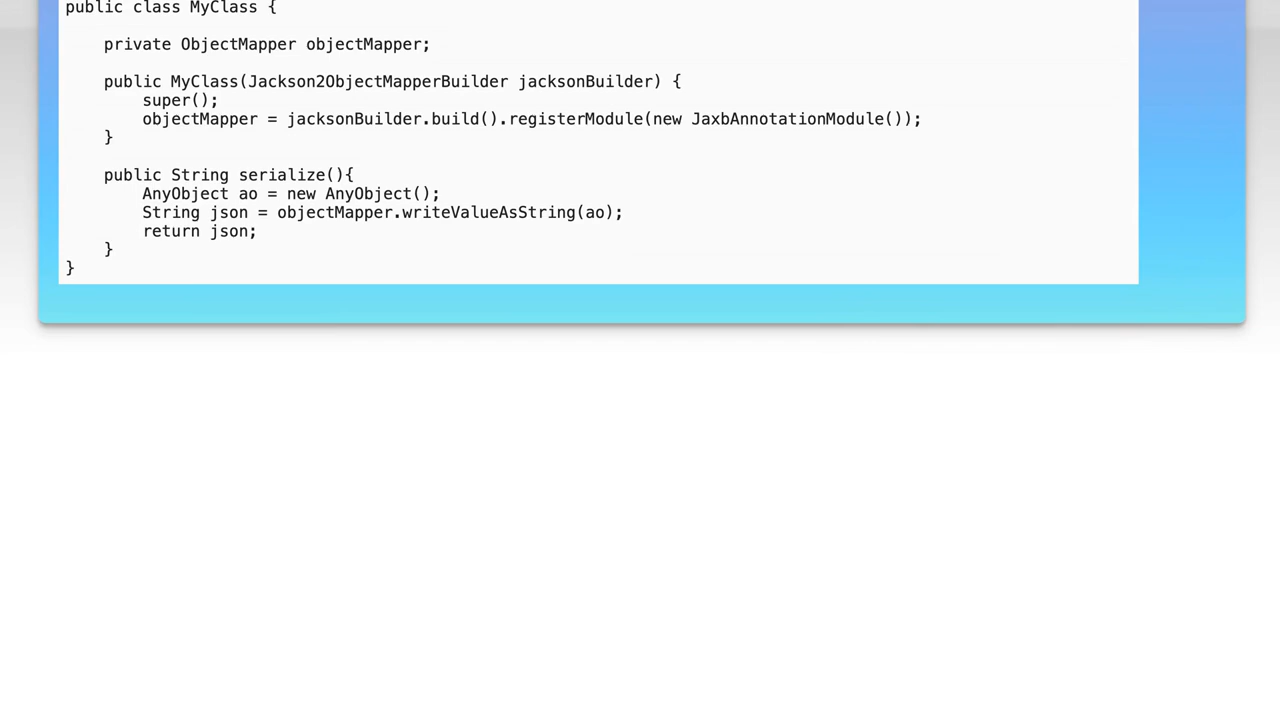 public class MyClass {
private ObjectMapper objectMapper;
public MyClass(Jackson2ObjectMapperBuilder jacksonBuilder) {
super();
objectMapper = jacksonBuilder.build().registerModule(new JaxbAnnotationModule());
}
public String serialize(){
AnyObject ao = new AnyObject();
String json = objectMapper.writeValueAsString(ao);
return json;
}
}